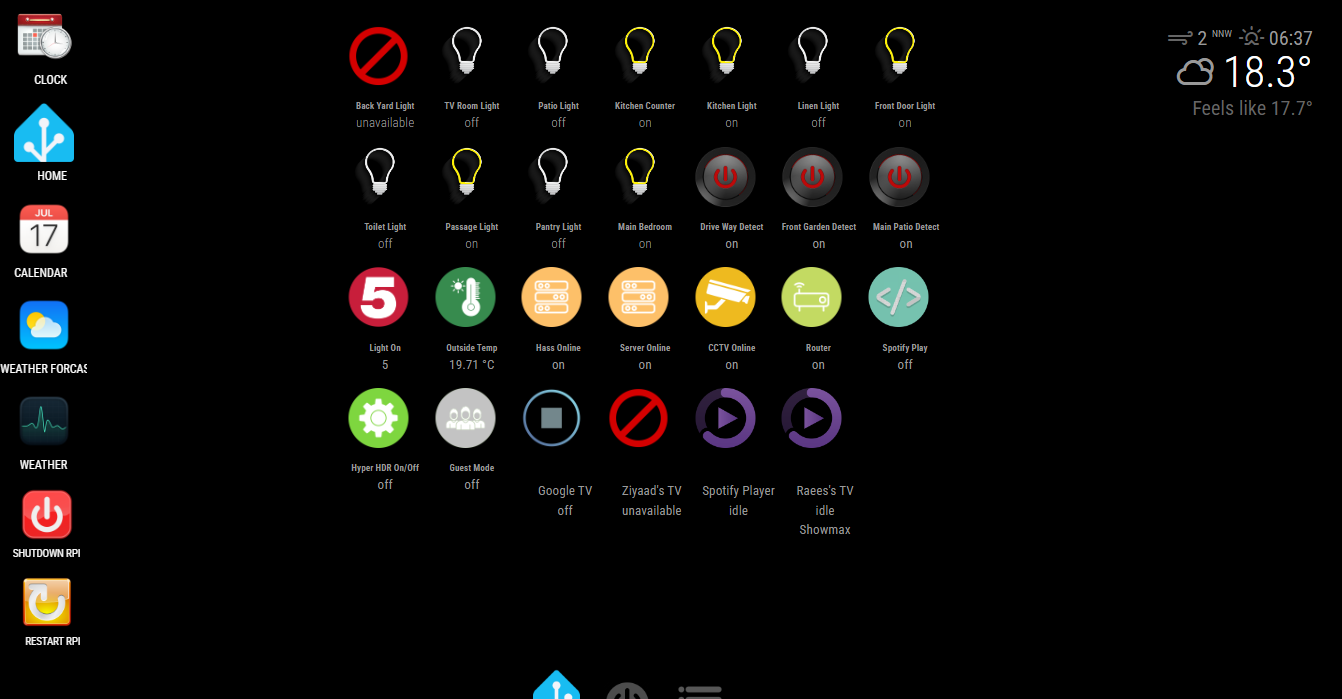 CLOCK
HOME
JUL
17
CALENDAR
WEATHER FORCAS
WEATHER
SHUTDOWN RPI
RESTART RPI
Back Yard Light TV Room Light Patio Light Kitchen Counter Kitchen Light Linen Light Front Door Light
unavailable off off on on off on
Toilet Light Passage Light Pantry Light Main Bedroom Drive Way Detect Front Garden Detect Main Patio Detect
off on off on on on on
5
Light On Outside Temp Hass Online Server Online CCTV Online Router Spotify Play
5 19.71 °C on on on on off
Hyper HDR On/Off Guest Mode
off off
Google TV Ziyaad's TV Spotify Player Raees's TV
off unavailable idle idle
Showmax
2 NNW 06:37
18.3°
Feels like 17.7°